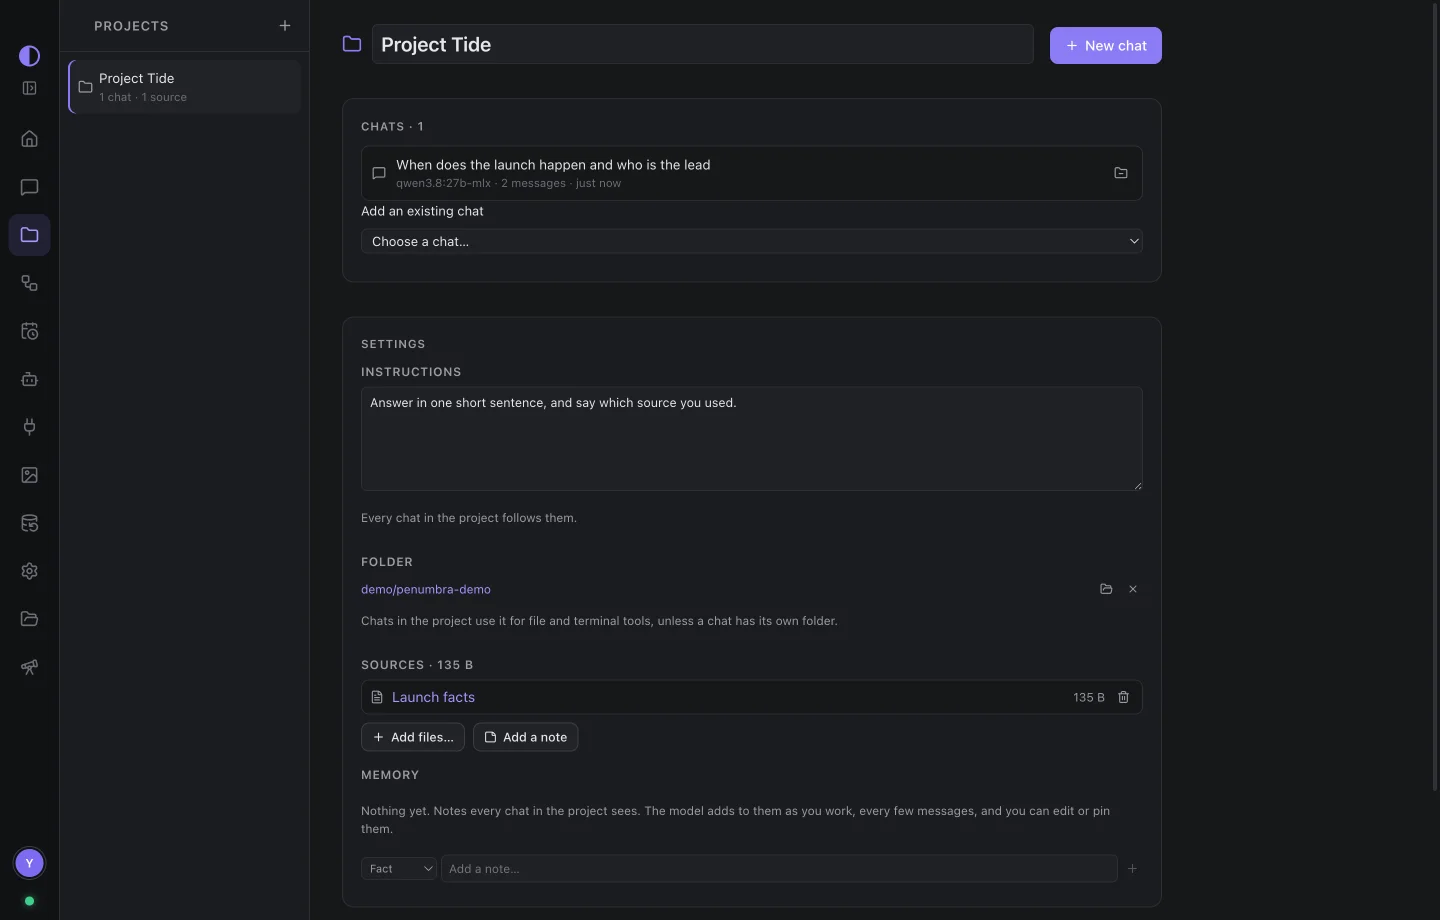 PROJECTS
Project Tide
1 chat · 1 source
Project Tide
New chat
CHATS · 1
When does the launch happen and who is the lead
qwen3.8:27b-mlx · 2 messages · just now
Add an existing chat
Choose a chat...
SETTINGS
INSTRUCTIONS
Answer in one short sentence, and say which source you used.
Every chat in the project follows them.
FOLDER
demo/penumbra-demo
Chats in the project use it for file and terminal tools, unless a chat has its own folder.
SOURCES · 135 B
Launch facts
135 B
Add files...
Add a note
MEMORY
Nothing yet. Notes every chat in the project sees. The model adds to them as you work, every few messages, and you can edit or pin
them.
Fact
Add a note...
Y